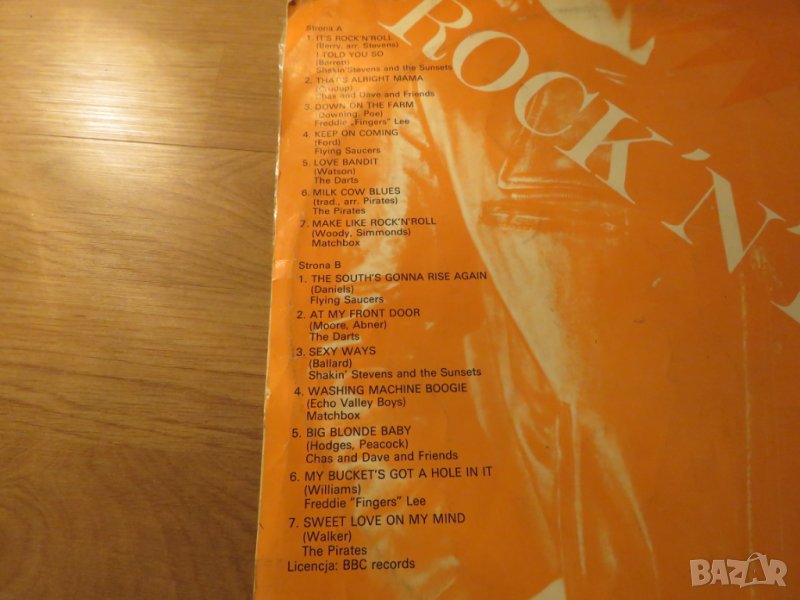 Strona A
1. IT'S ROCK'N'ROLL
(Berry, arr. Stevens)
I TOLD YOU SO
(Barrett)
Shakin'Stevens and the Sunsets
2. THAT'S ALRIGHT MAMA
(Crudup)
Chas and Dave and Friends
3. DOWN ON THE FARM
(Downing, Poe)
Freddie „Fingers" Lee
4. KEEP ON COMING
(Ford)
Flying Saucers
5. LOVE BANDIT
(Watson)
The Darts
6. MILK COW BLUES
(trad., arr. Pirates)
The Pirates
7. MAKE LIKE ROCK'N'ROLL
(Woody, Simmonds)
Matchbox
Strona B
1. THE SOUTH'S GONNA RISE AGAIN
(Daniels)
Flying Saucers
2. AT MY FRONT DOOR
(Moore, Abner)
The Darts
3. SEXY WAYS
(Ballard)
Shakin' Stevens and the Sunsets
4. WASHING MACHINE BOOGIE
(Echo Valley Boys)
Matchbox
5. BIG BLONDE BABY
(Hodges, Peacock)
Chas and Dave and Friends
6. MY BUCKET'S GOT A HOLE IN IT
(Williams)
Freddie "Fingers" Lee
7. SWEET LOVE ON MY MIND
(Walker)
The Pirates
Licencja: BBC records
ROCK'N'
BAZAR